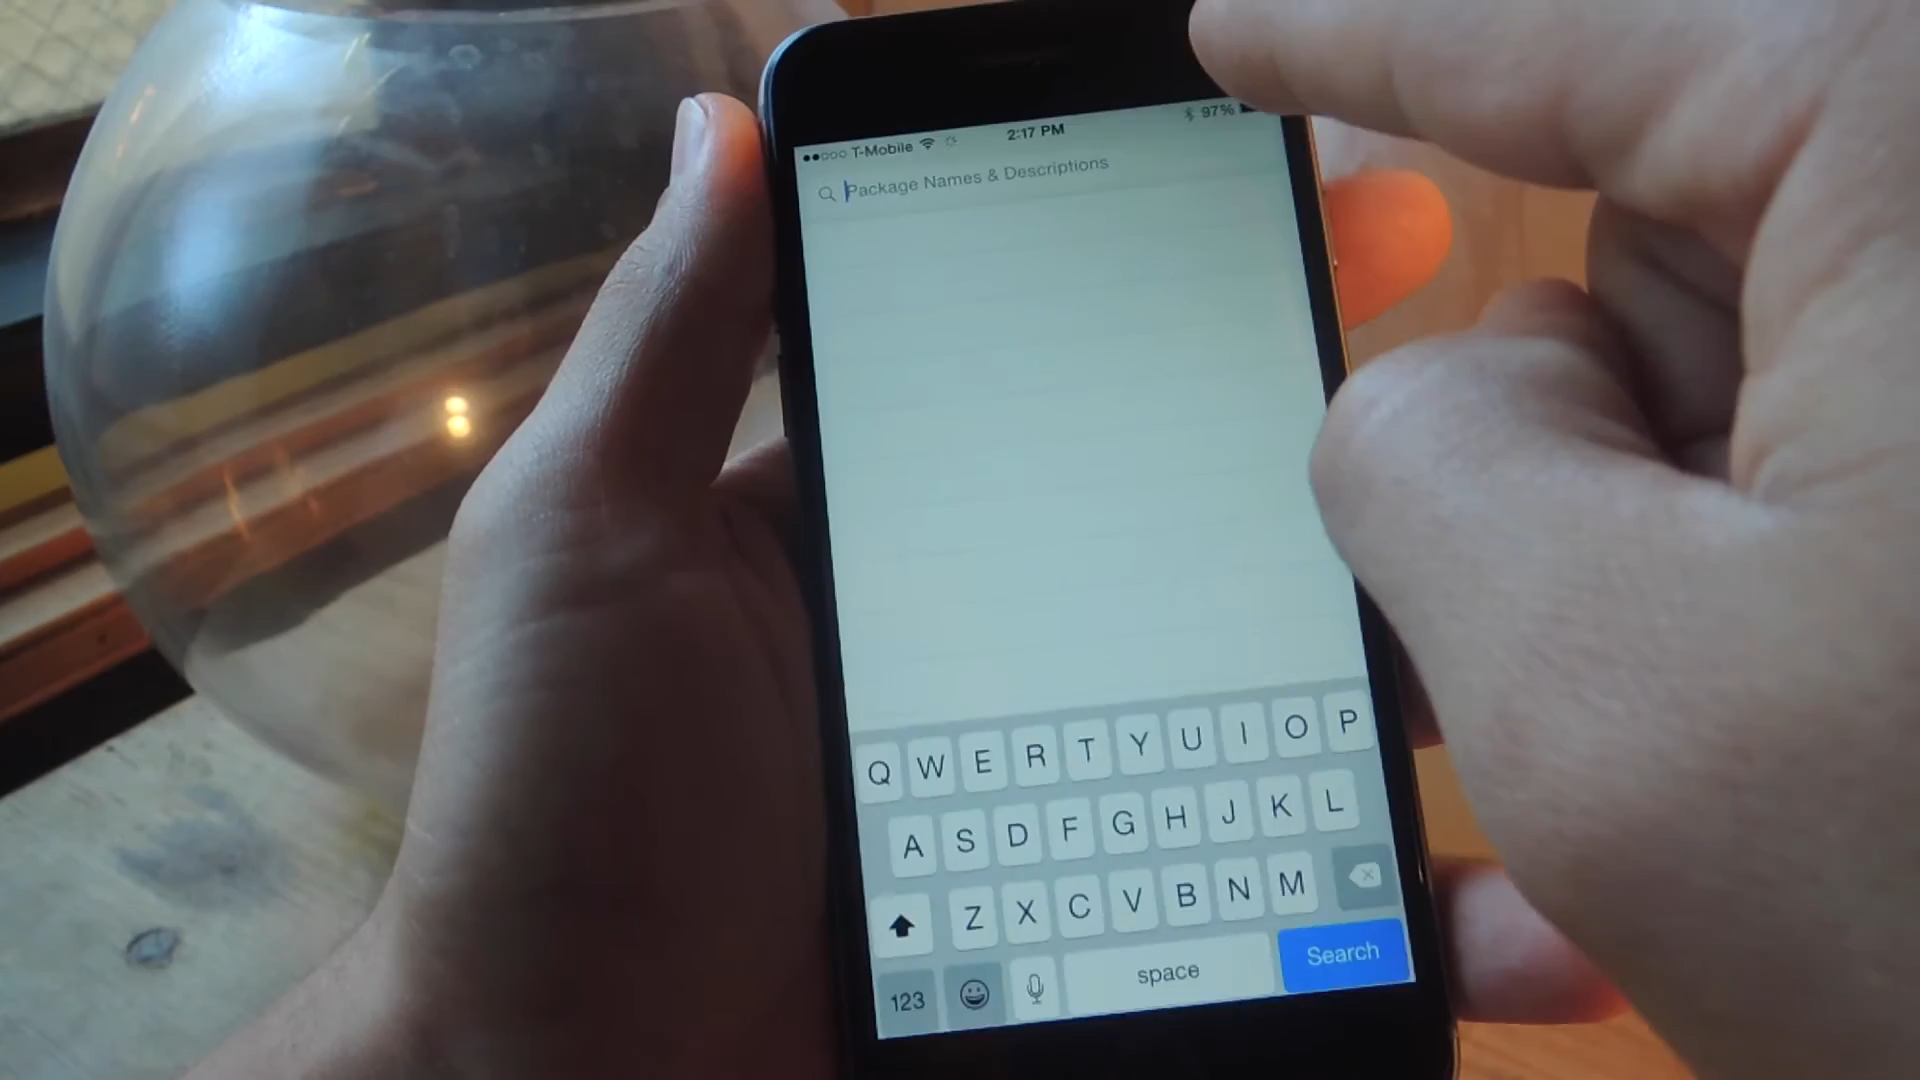 T-Mobile 2:17 PM 97%
Package Names & Descriptions
Q W E R T Y U I O P
A S D F G H J K L
Z X C V B N M
123 space Search